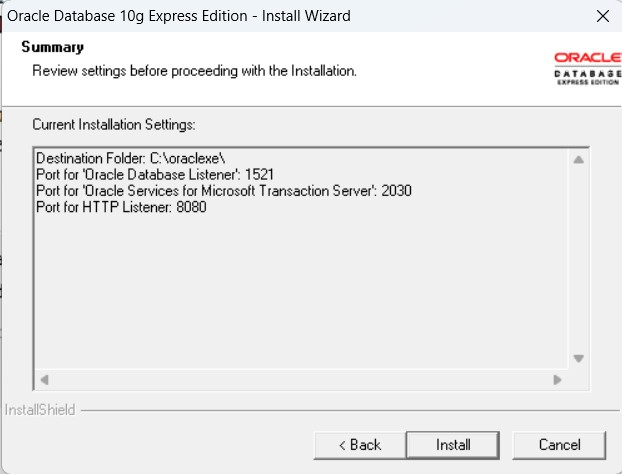 Oracle Database 10g Express Edition - Install Wizard
Summary
Review settings before proceeding with the Installation.
ORACLE
DATABASE
EXPRESS EDITION
Current Installation Settings:
Destination Folder: C:\oraclexe\
Port for 'Oracle Database Listener': 1521
Port for 'Oracle Services for Microsoft Transaction Server': 2030
Port for HTTP Listener: 8080
InstallShield
< Back
Install
Cancel